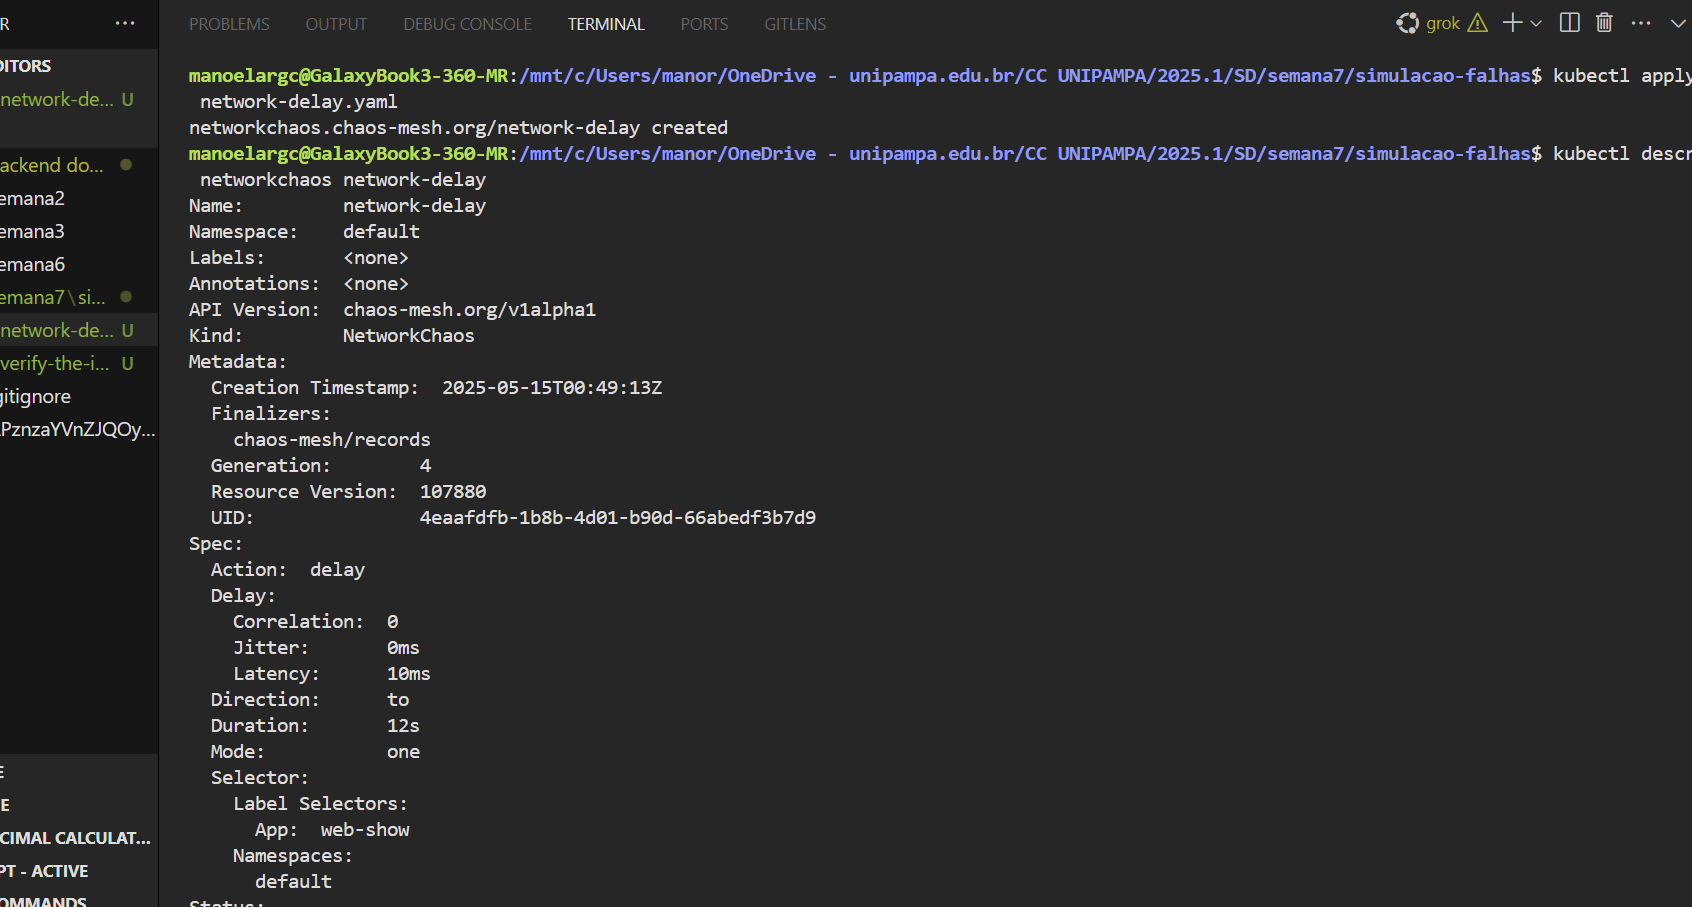 R
PROBLEMS OUTPUT DEBUG CONSOLE TERMINAL PORTS GITLENS
grok
DITORS
network-de... U
ackend do...
emana2
emana3
emana6
emana7\si...
network-de... U
verify-the-i... U
gitignore
PznzaYVnZJQOy...
E
E
CIMAL CALCULAT...
PT - ACTIVE
OMMANDS
manoelargc@GalaxyBook3-360-MR:/mnt/c/Users/manor/OneDrive - unipampa.edu.br/CC UNIPAMPA/2025.1/SD/semana7/simulacao-falhas$ kubectl apply
network-delay.yaml
networkchaos.chaos-mesh.org/network-delay created
manoelargc@GalaxyBook3-360-MR:/mnt/c/Users/manor/OneDrive - unipampa.edu.br/CC UNIPAMPA/2025.1/SD/semana7/simulacao-falhas$ kubectl descr
networkchaos network-delay
Name: network-delay
Namespace: default
Labels: <none>
Annotations: <none>
API Version: chaos-mesh.org/v1alpha1
Kind: NetworkChaos
Metadata:
Creation Timestamp: 2025-05-15T00:49:13Z
Finalizers:
chaos-mesh/records
Generation: 4
Resource Version: 107880
UID: 4eaafdfb-1b8b-4d01-b90d-66abedf3b7d9
Spec:
Action: delay
Delay:
Correlation: 0
Jitter: 0ms
Latency: 10ms
Direction: to
Duration: 12s
Mode: one
Selector:
Label Selectors:
App: web-show
Namespaces:
default
Status: